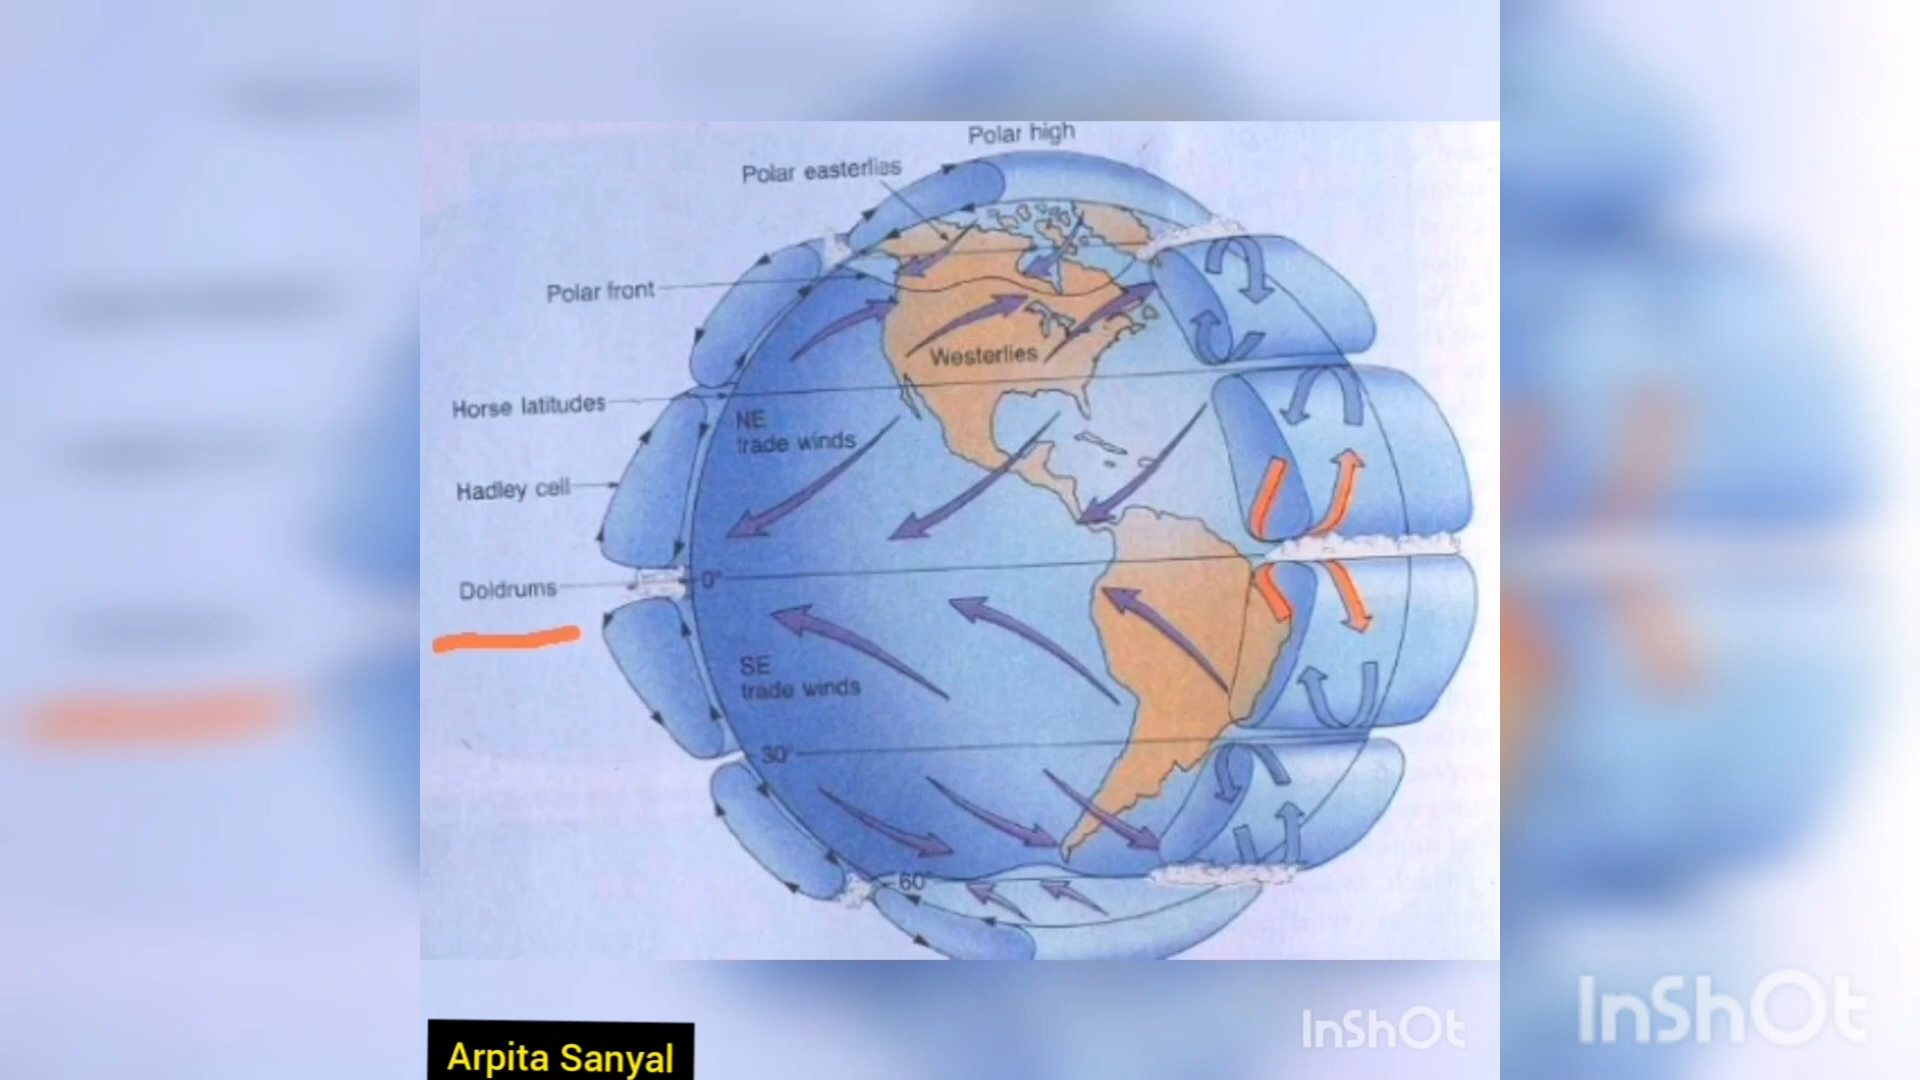 Polar high
Polar easterlies
Polar front
Westerlies
Horse latitudes
NE
trade winds
Hadley cell
Doldrums
0°
SE
trade winds
30°
60°
InShOt
InShOt
Arpita Sanyal